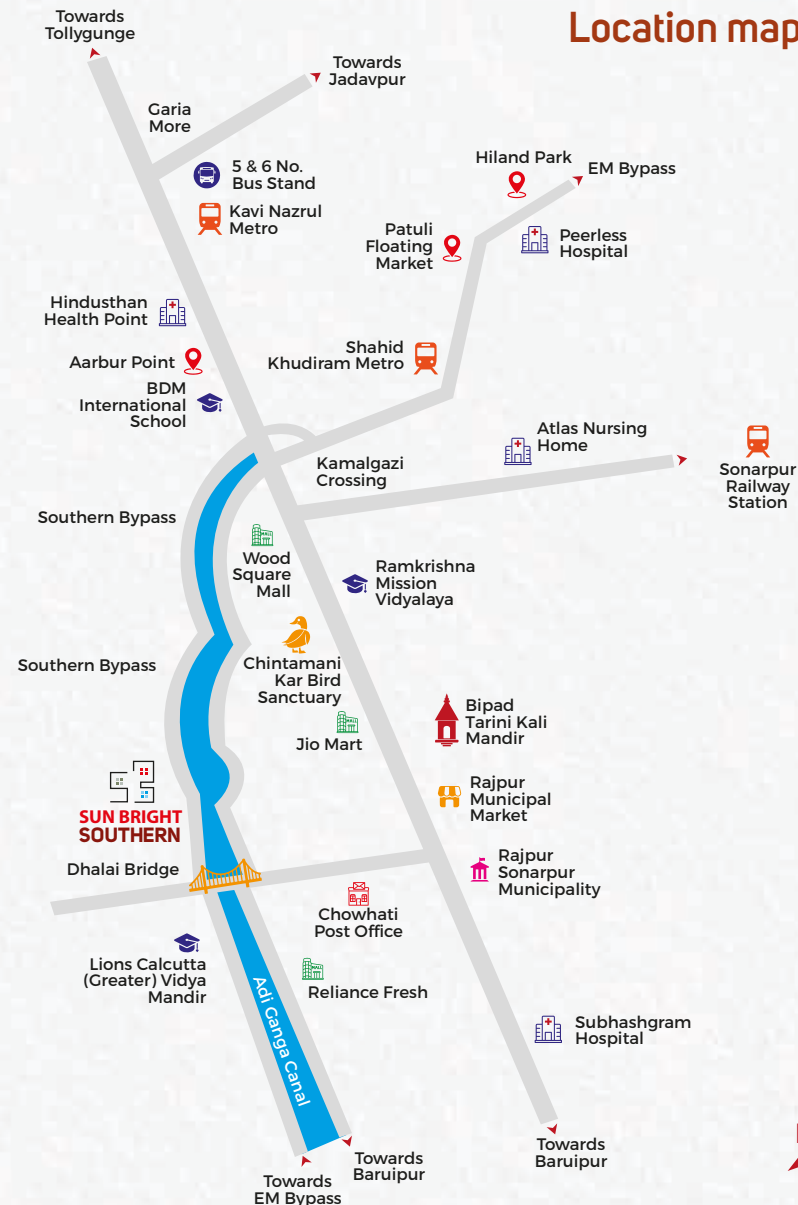 Location map
Towards
Tollygunge
Towards
Jadavpur
Garia
More
5 & 6 No.
Bus Stand
Kavi Nazrul
Metro
Hiland Park
EM Bypass
Patuli
Floating
Market
Peerless
Hospital
Hindusthan
Health Point
Shahid
Khudiram Metro
Aarbur Point
BDM
International
School
Atlas Nursing
Home
Kamalgazi
Crossing
Sonarpur
Railway
Station
Southern Bypass
MALL
Wood
Square
Mall
Ramkrishna
Mission
Vidyalaya
Southern Bypass
Chintamani
Kar Bird
Sanctuary
Bipad
Tarini Kali
Mandir
MALL
Jio Mart
SUN BRIGHT
SOUTHERN
Rajpur
Municipal
Market
Dhalai Bridge
Rajpur
Sonarpur
Municipality
Chowhati
Post Office
Lions Calcutta
(Greater) Vidya
Mandir
MALL
Reliance Fresh
Adi Ganga Canal
Subhashgram
Hospital
Towards
Baruipur
Towards
Baruipur
Towards
EM Bypass